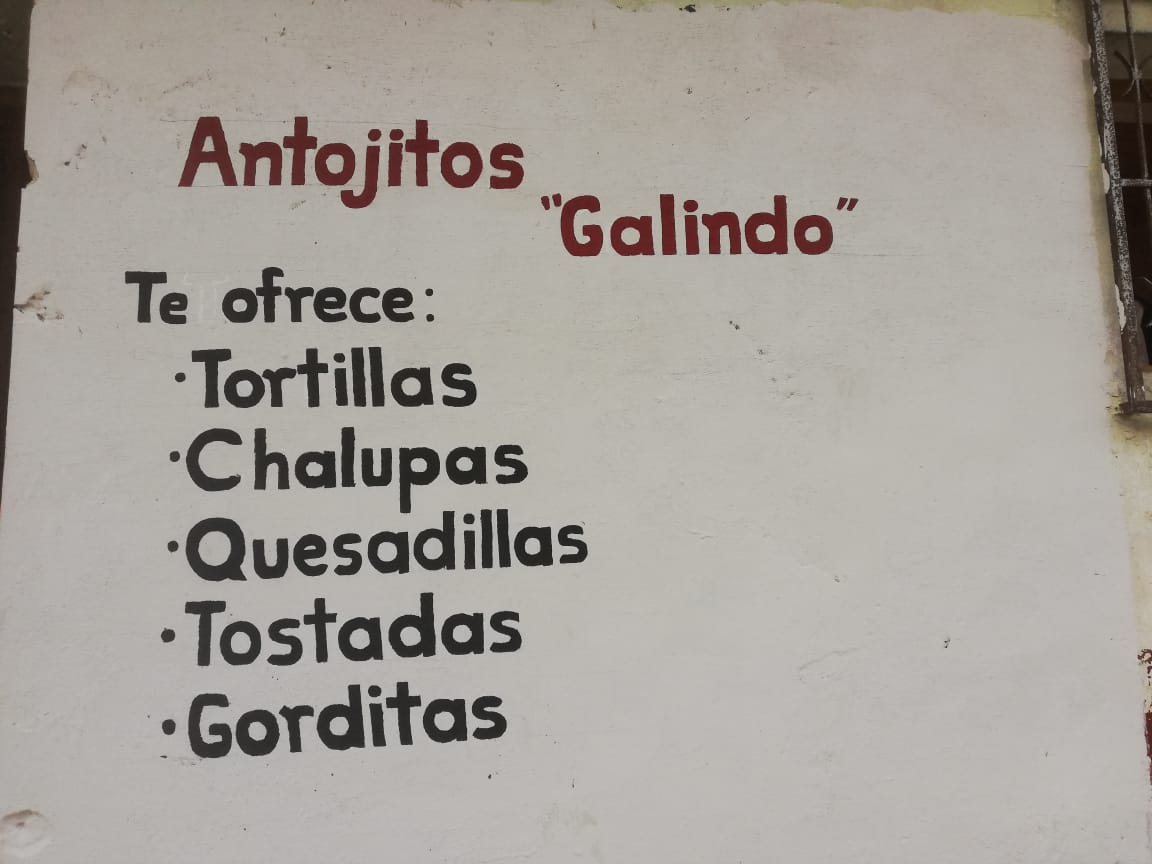 Antojitos
"Galindo"
Te ofrece:
·Tortillas
·Chalupas
·Quesadillas
·Tostadas
·Gorditas